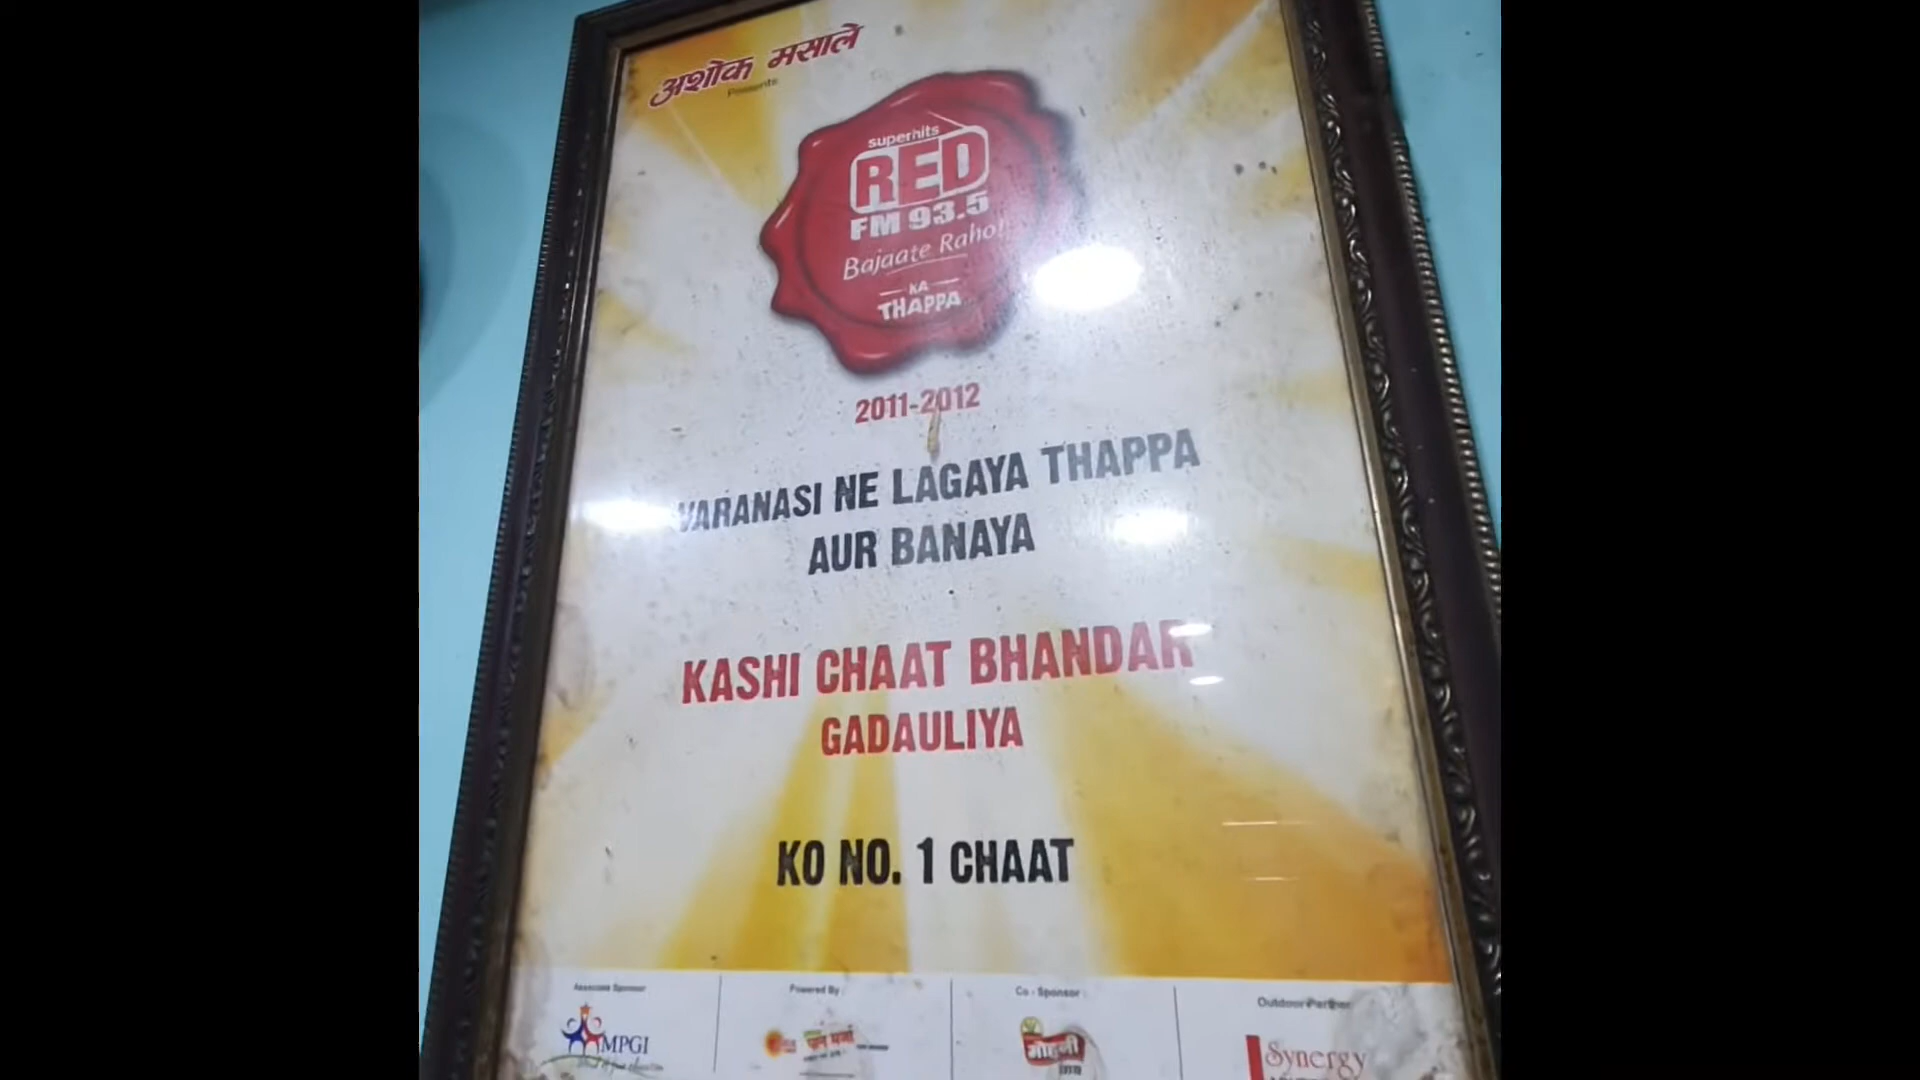 अशोक मसाले
Presents
superhits
RED
FM 93.5
Bajaate Raho!
KA
THAPPA
2011-2012
VARANASI NE LAGAYA THAPPA
AUR BANAYA
KASHI CHAAT BHANDAR
GADAULIYA
KO NO. 1 CHAAT
Associate Sponsor
Powered By
Co - Sponsor
Outdoor Partner
MPGI
मोहनी
Synergy